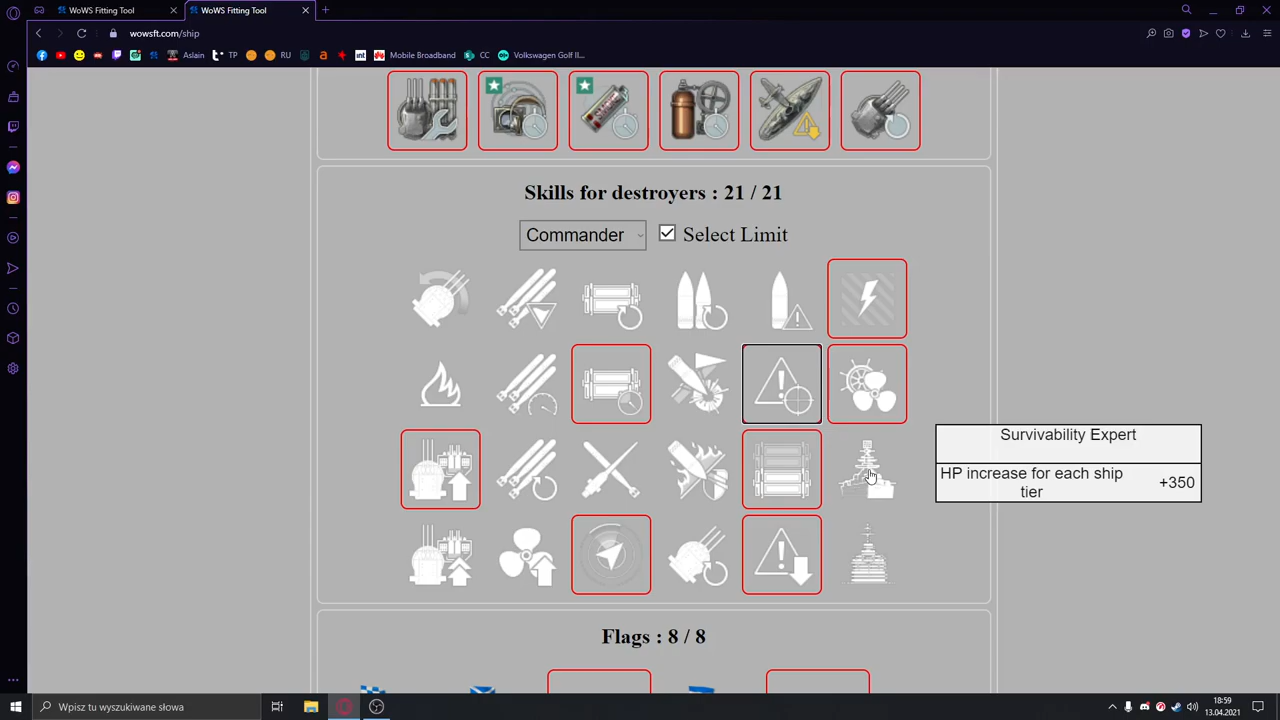 WoWS Fitting Tool
WoWS Fitting Tool
wowsft.com/ship
Aslain
TP
RU
int
Mobile Broadband
SC
Volkswagen Golf II...
Skills for destroyers : 21 / 21
Commander
Select Limit
Survivability Expert
HP increase for each ship
tier
+350
Flags : 8 / 8
Wpisz tu wyszukiwane słowa
18:59
13.04.2021